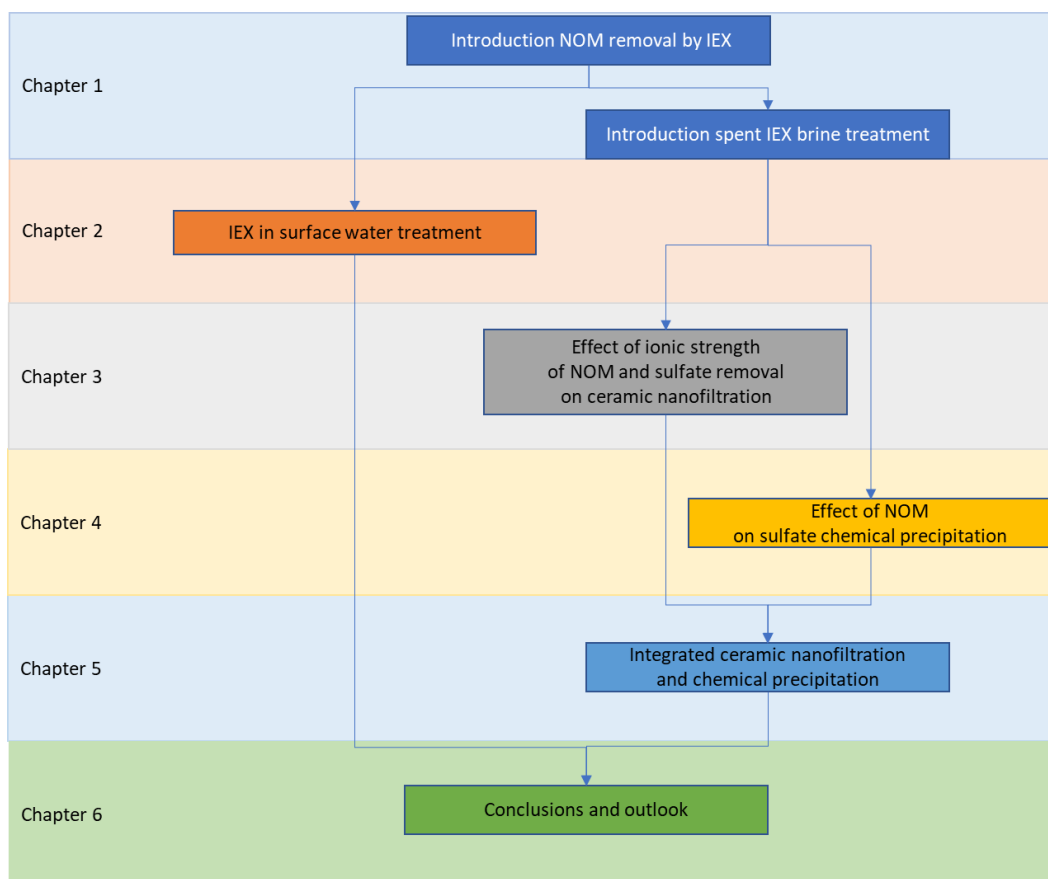 Introduction NOM removal by IEX
Chapter 1
Introduction spent IEX brine treatment
Chapter 2
IEX in surface water treatment
Effect of ionic strength
of NOM and sulfate removal
on ceramic nanofiltration
Chapter 3
Effect of NOM
on sulfate chemical precipitation
Chapter 4
Integrated ceramic nanofiltration
and chemical precipitation
Chapter 5
Conclusions and outlook
Chapter 6